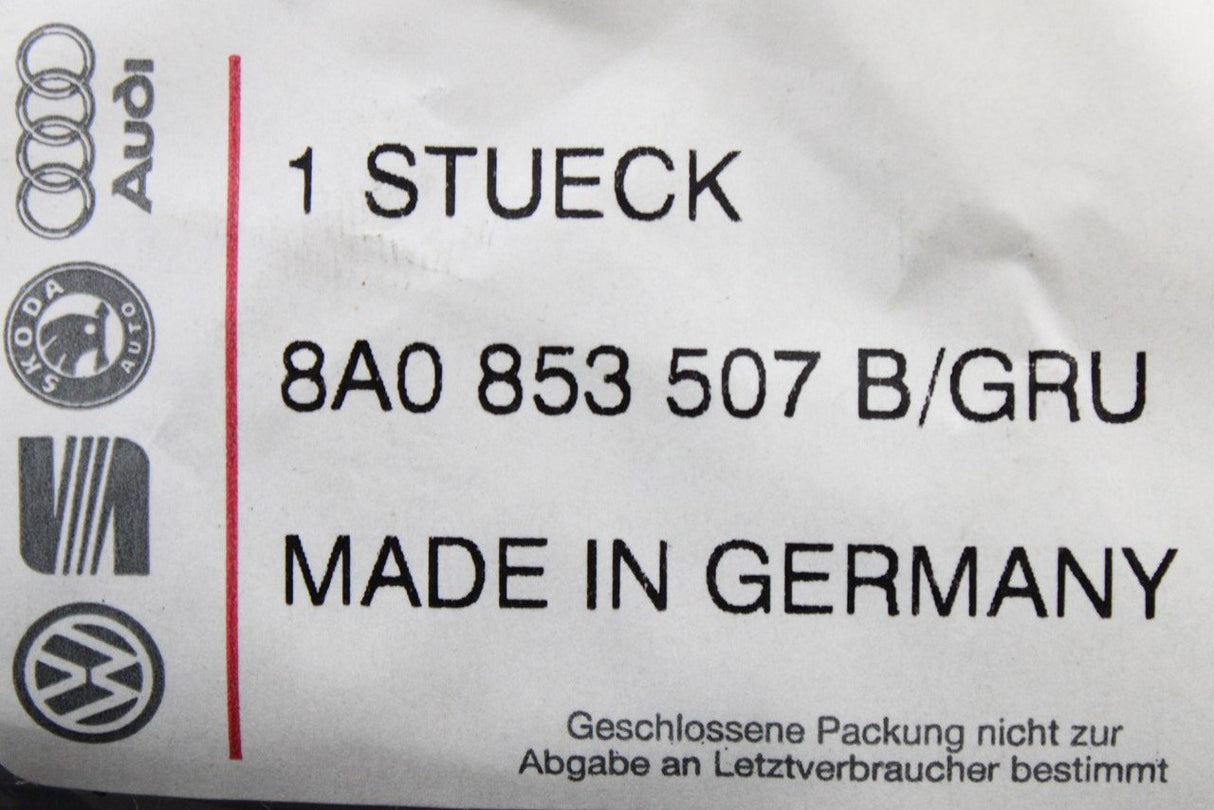 Audi
SKODA
AUTO
1 STUECK
8A0 853 507 B/GRU
MADE IN GERMANY
Geschlossene Packung nicht zur
Abgabe an Letztverbraucher bestimmt